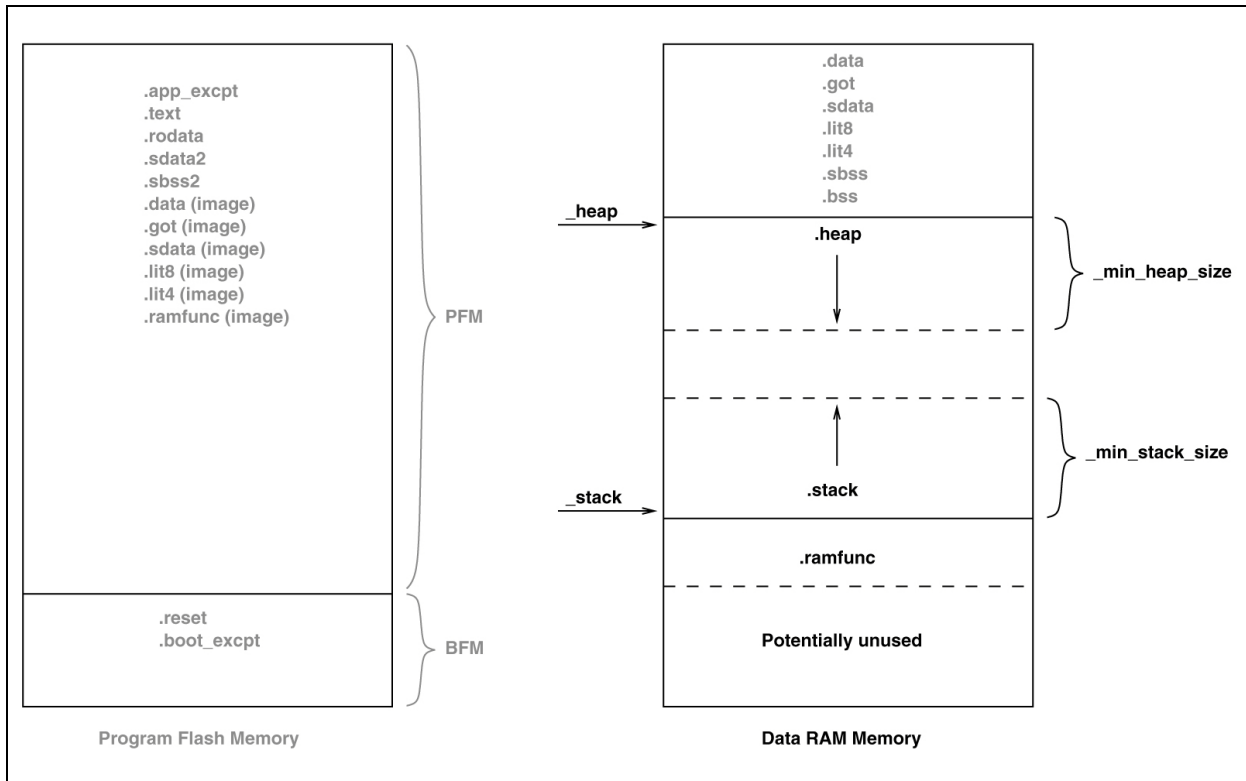 .app_excpt
.text
.rodata
.sdata2
.sbss2
.data (image)
.got (image)
.sdata (image)
.lit8 (image)
.lit4 (image)
.ramfunc (image)
PFM
.reset
.boot_excpt
BFM
Program Flash Memory
.data
.got
.sdata
.lit8
.lit4
.sbss
.bss
_heap
.heap
_min_heap_size
_min_stack_size
.stack
_stack
.ramfunc
Potentially unused
Data RAM Memory